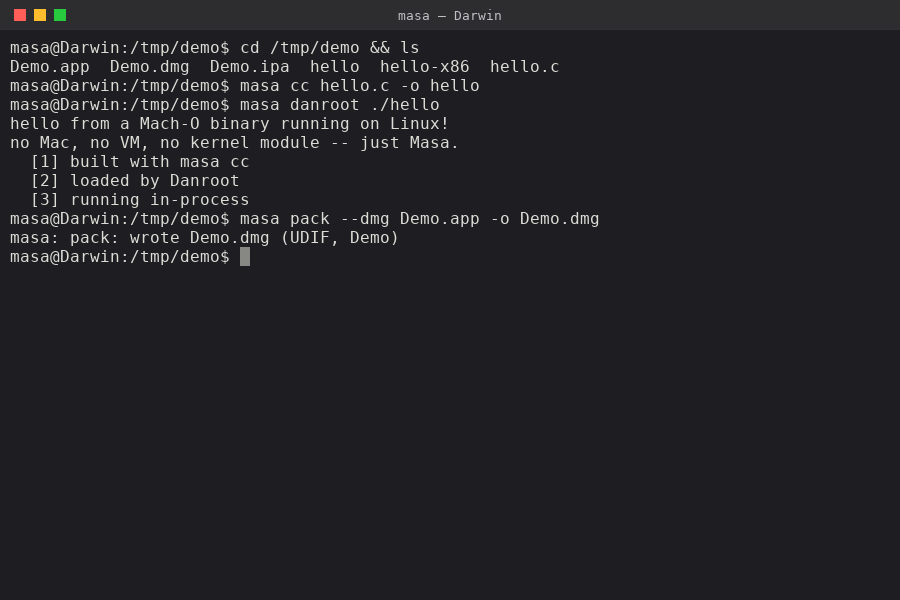 masa — Darwin
masa@Darwin:/tmp/demo$ cd /tmp/demo && ls
Demo.app  Demo.dmg  Demo.ipa  hello  hello-x86  hello.c
masa@Darwin:/tmp/demo$ masa cc hello.c -o hello
masa@Darwin:/tmp/demo$ masa danroot ./hello
hello from a Mach-O binary running on Linux!
no Mac, no VM, no kernel module -- just Masa.
  [1] built with masa cc
  [2] loaded by Danroot
  [3] running in-process
masa@Darwin:/tmp/demo$ masa pack --dmg Demo.app -o Demo.dmg
masa: pack: wrote Demo.dmg (UDIF, Demo)
masa@Darwin:/tmp/demo$